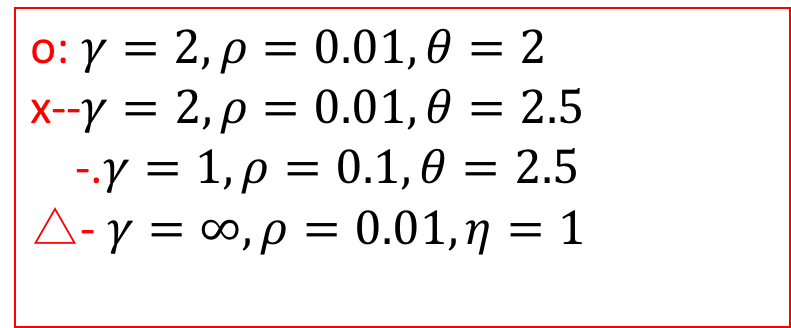 o: γ = 2, ρ = 0.01, θ = 2
x--γ = 2, ρ = 0.01, θ = 2.5
-.γ = 1, ρ = 0.1, θ = 2.5
△- γ = ∞, ρ = 0.01, η = 1